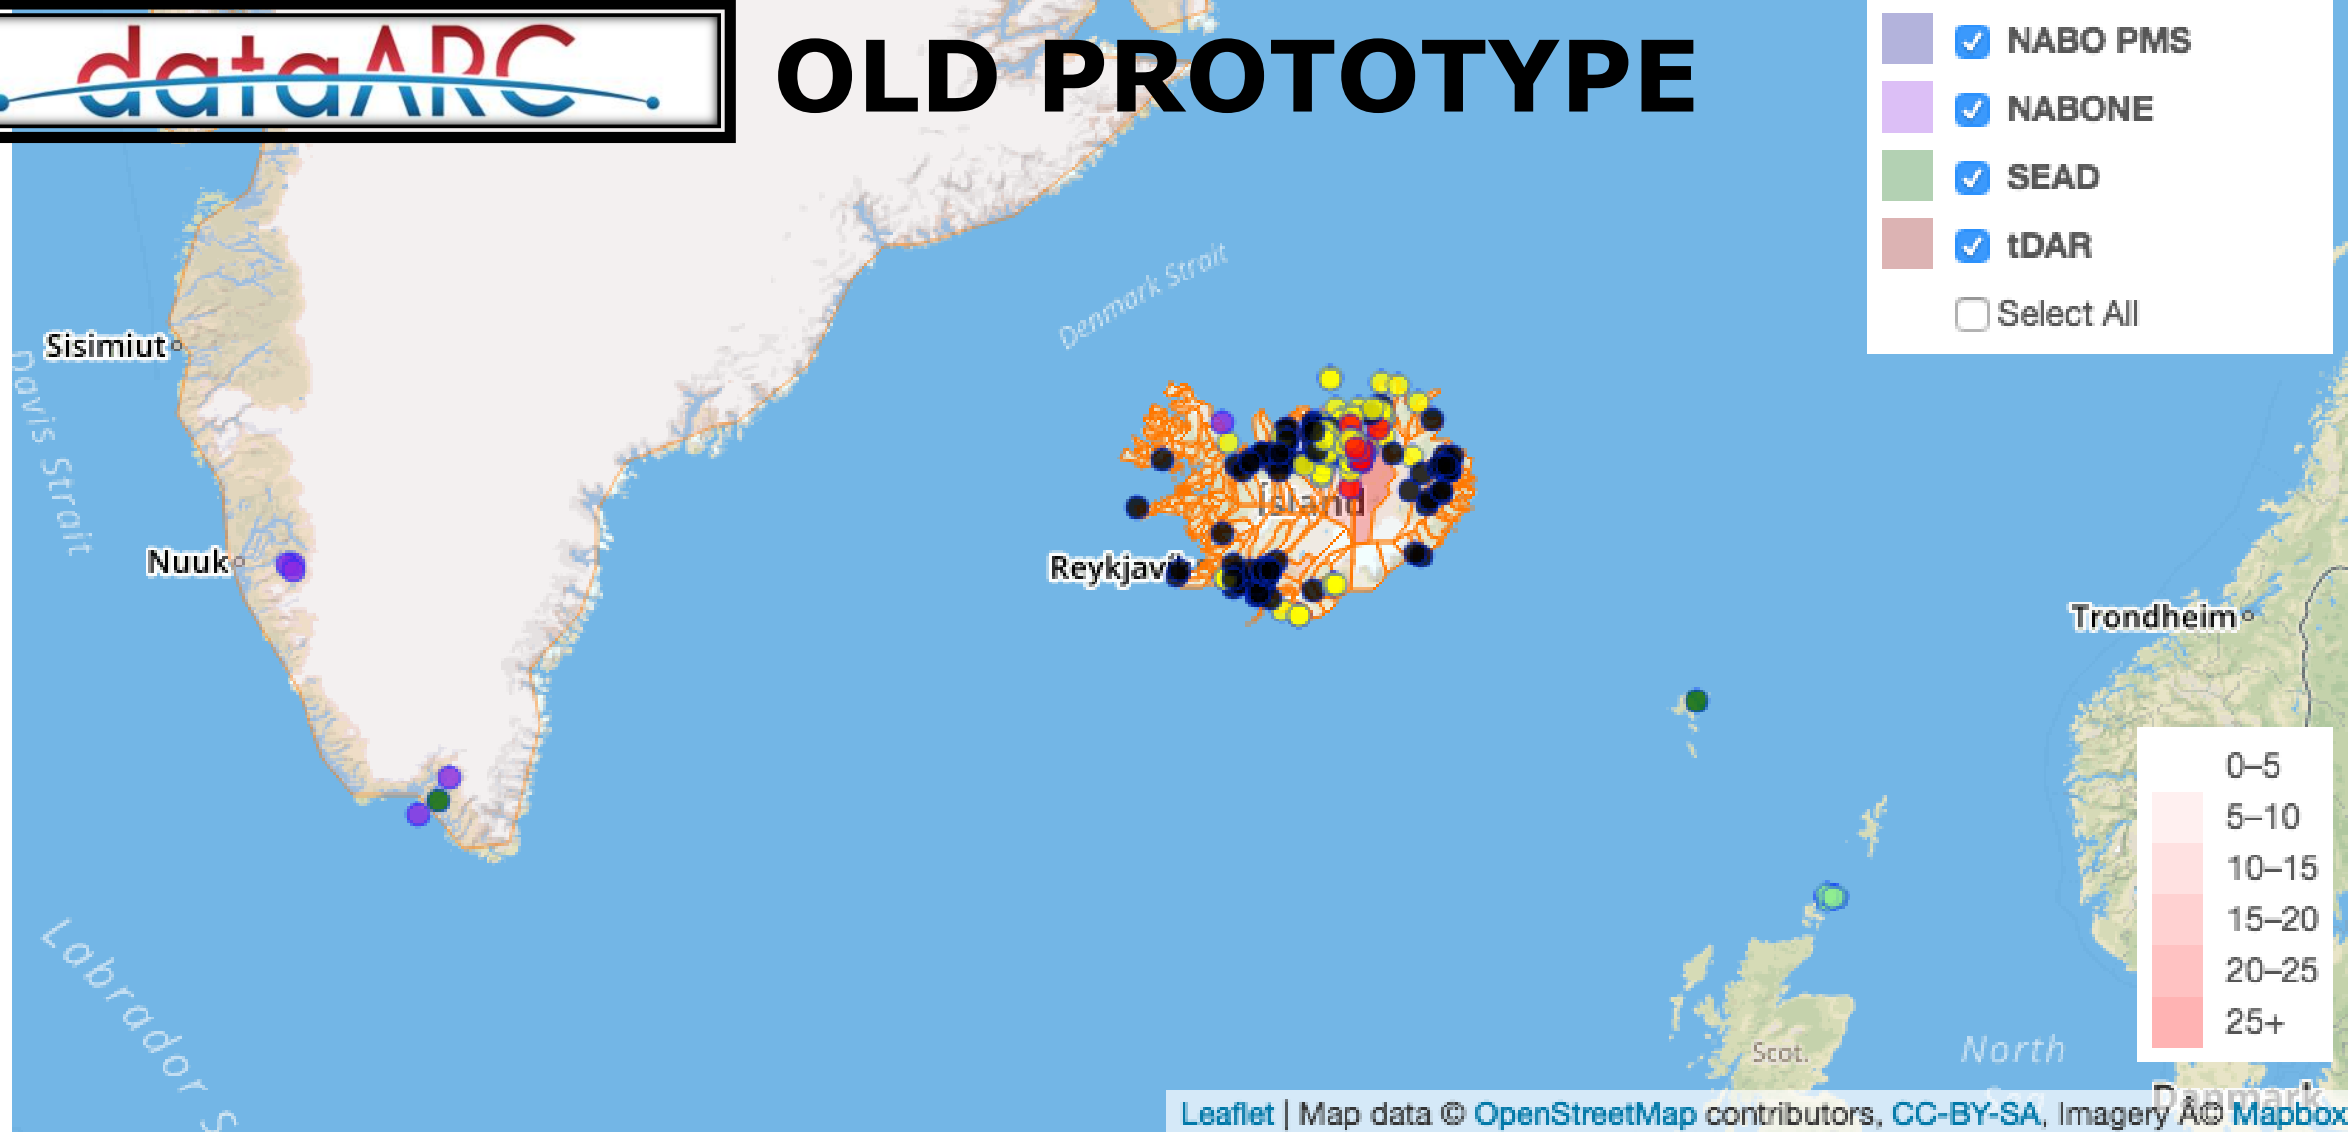 dataARC
OLD PROTOTYPE
NABO PMS
NABONE
SEAD
tDAR
Select All
Denmark Strait
Sisimiut
Davis Strait
Nuuk
Ísland
Reykjavík
Trondheim
0–5
5–10
10–15
15–20
20–25
25+
Labrador S
Scot.
North
Denmark
Leaflet | Map data © OpenStreetMap contributors, CC-BY-SA, Imagery Â© Mapbox